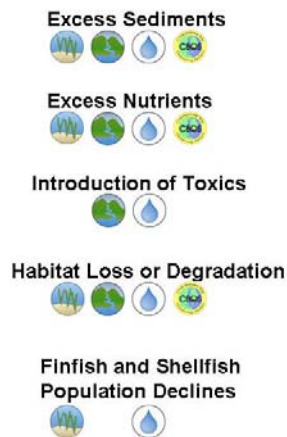 Excess Sediments
Excess Nutrients
Introduction of Toxics
Habitat Loss or Degradation
Finfish and Shellfish
Population Declines